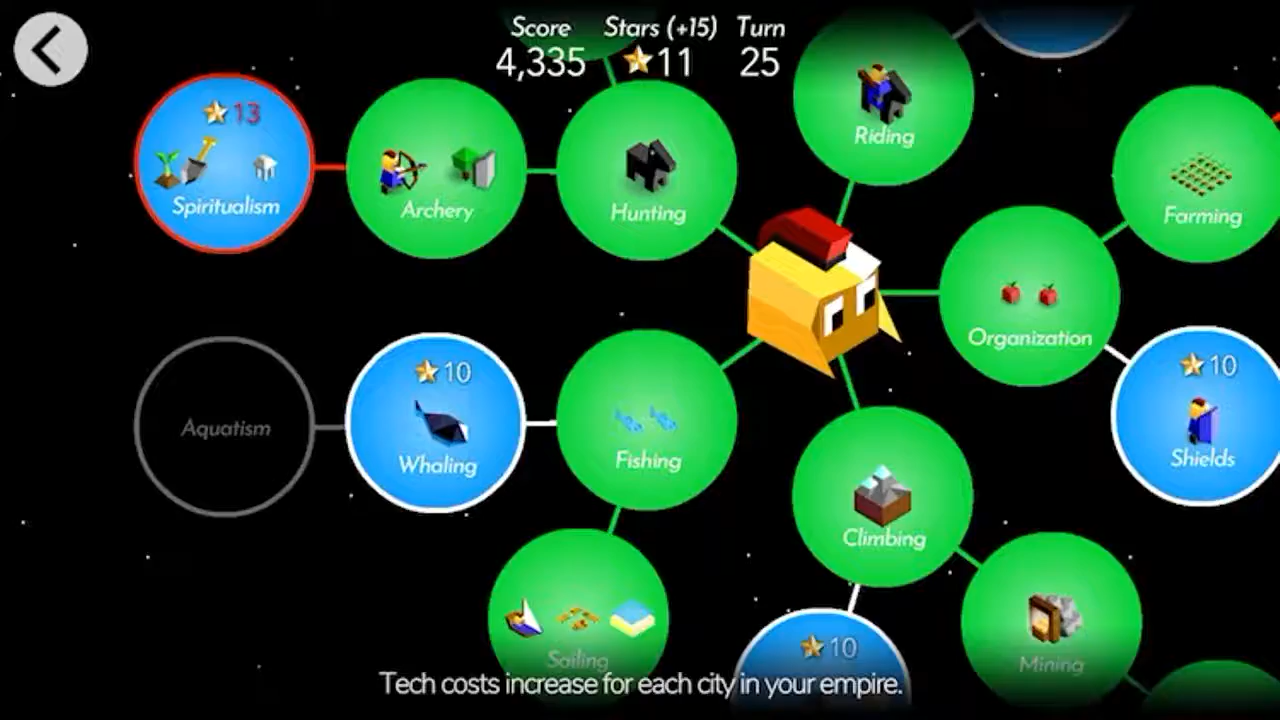 Score Stars (+15) Turn
4,335 11 25
Riding
13
Spiritualism
Archery
Hunting
Farming
Organization
Aquatism
10
Whaling
Fishing
10
Shields
Climbing
Sailing
10
Mining
Tech costs increase for each city in your empire.